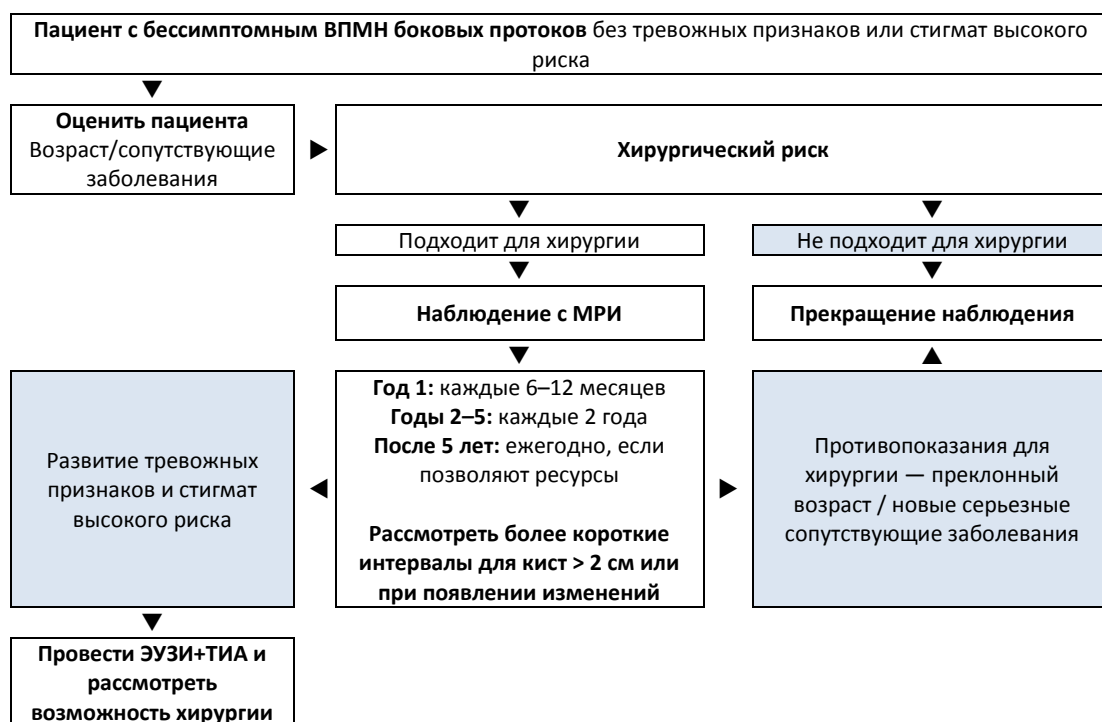 Пациент с бессимптомным ВПМН боковых протоков без тревожных признаков или стигмат высокого
риска
Оценить пациента
Возраст/сопутствующие
заболевания
Хирургический риск
Подходит для хирургии
Не подходит для хирургии
Наблюдение с МРИ
Прекращение наблюдения
Развитие тревожных
признаков и стигмат
высокого риска
Год 1: каждые 6–12 месяцев
Годы 2–5: каждые 2 года
После 5 лет: ежегодно, если
позволяют ресурсы
Рассмотреть более короткие
интервалы для кист > 2 см или
при появлении изменений
Противопоказания для
хирургии — преклонный
возраст / новые серьезные
сопутствующие заболевания
Провести ЭУЗИ+ТИА и
рассмотреть
возможность хирургии